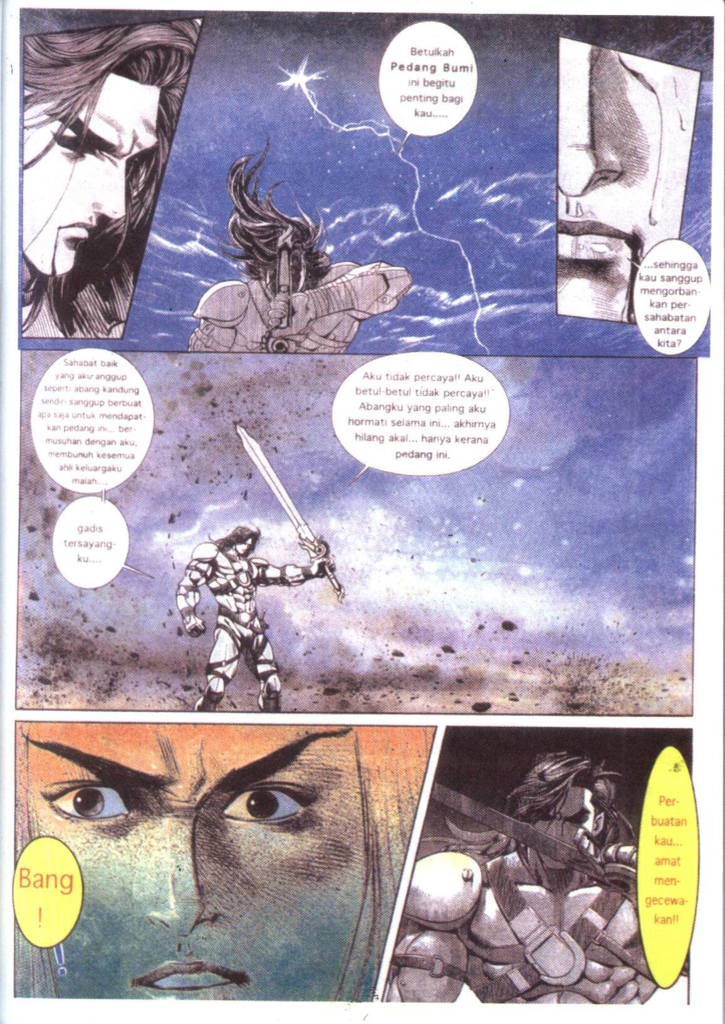 Betulkah
Pedang Bumi
ini begitu
penting bagi
kau.....
...sehingga
kau sanggup
mengorban-
kan per-
sahabatan
antara
kita?
Sahabat baik
yang aku anggup
seperti abang kandung
sendiri sanggup berbuat
apa saja untuk mendapat-
kan pedang ini... ber-
musuhan dengan aku,
membunuh kesemua
ahli keluargaku
malah....
gadis
tersayang-
ku....
Aku tidak percaya!! Aku
betul-betul tidak percaya!!
Abangku yang paling aku
hormati selama ini... akhirnya
hilang akal... hanya kerana
pedang ini.
Bang
!
!
Per-
buatan
kau...
amat
men-
gecewa-
kan!!